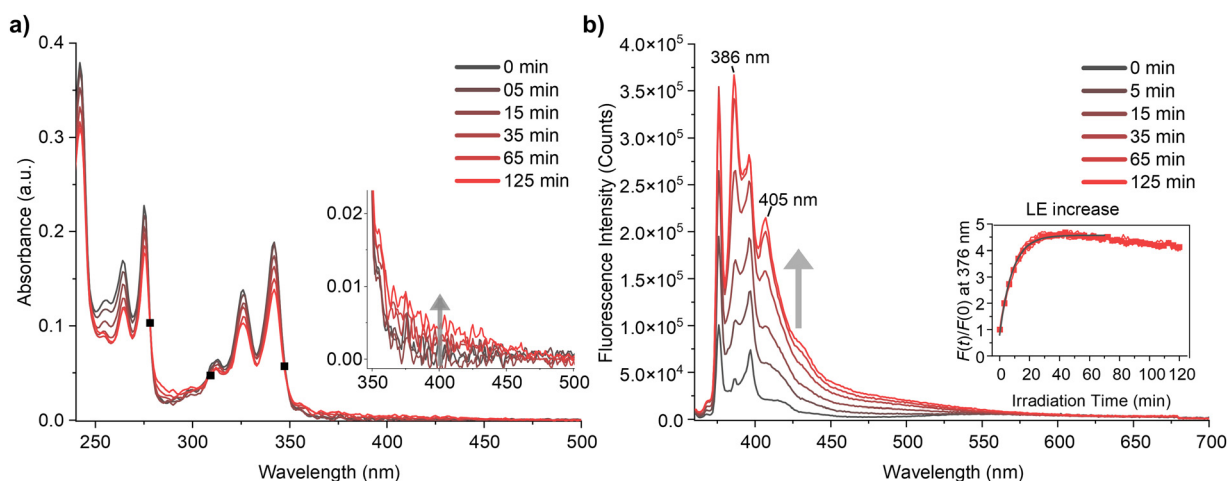 a)
0.4
0.3
0.2
0.1
0.0
Absorbance (a.u.)
250 300 350 400 450 500
Wavelength (nm)
0 min
05 min
15 min
35 min
65 min
125 min
0.02
0.01
0.00
350 400 450 500
b)
4.0×10⁵
3.5×10⁵
3.0×10⁵
2.5×10⁵
2.0×10⁵
1.5×10⁵
1.0×10⁵
5.0×10⁴
0.0
Fluorescence Intensity (Counts)
400 450 500 550 600 650 700
Wavelength (nm)
386 nm
405 nm
0 min
5 min
15 min
35 min
65 min
125 min
LE increase
5
4
3
2
1
0
F(t)/F(0) at 376 nm
0 20 40 60 80 100 120
Irradiation Time (min)